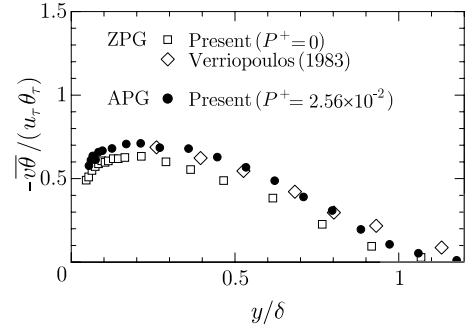 1.5
ZPG □ Present (P⁺= 0)
◇ Verriopoulos (1983)
APG ● Present (P⁺= 2.56×10⁻²)
1
0.5
0
0.5
1
-v̅θ̅/(u_τ θ_τ)
y/δ